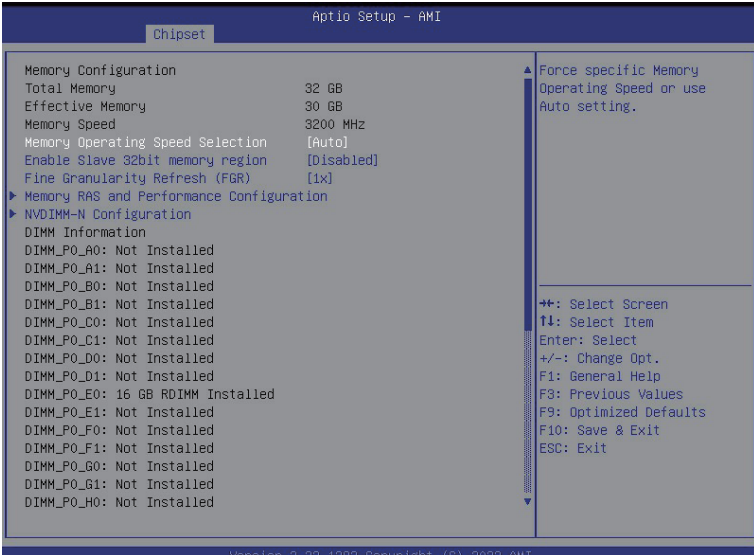 Aptio Setup - AMI
Chipset
Memory Configuration
Total Memory 32 GB
Effective Memory 30 GB
Memory Speed 3200 MHz
Memory Operating Speed Selection [Auto]
Enable Slave 32bit memory region [Disabled]
Fine Granularity Refresh (FGR) [1x]
Memory RAS and Performance Configuration
NVDIMM-N Configuration
DIMM Information
DIMM_P0_A0: Not Installed
DIMM_P0_A1: Not Installed
DIMM_P0_B0: Not Installed
DIMM_P0_B1: Not Installed
DIMM_P0_C0: Not Installed
DIMM_P0_C1: Not Installed
DIMM_P0_D0: Not Installed
DIMM_P0_D1: Not Installed
DIMM_P0_E0: 16 GB RDIMM Installed
DIMM_P0_E1: Not Installed
DIMM_P0_F0: Not Installed
DIMM_P0_F1: Not Installed
DIMM_P0_G0: Not Installed
DIMM_P0_G1: Not Installed
DIMM_P0_H0: Not Installed
Force specific Memory
Operating Speed or use
Auto setting.
→←: Select Screen
↑↓: Select Item
Enter: Select
+/-: Change Opt.
F1: General Help
F3: Previous Values
F9: Optimized Defaults
F10: Save & Exit
ESC: Exit